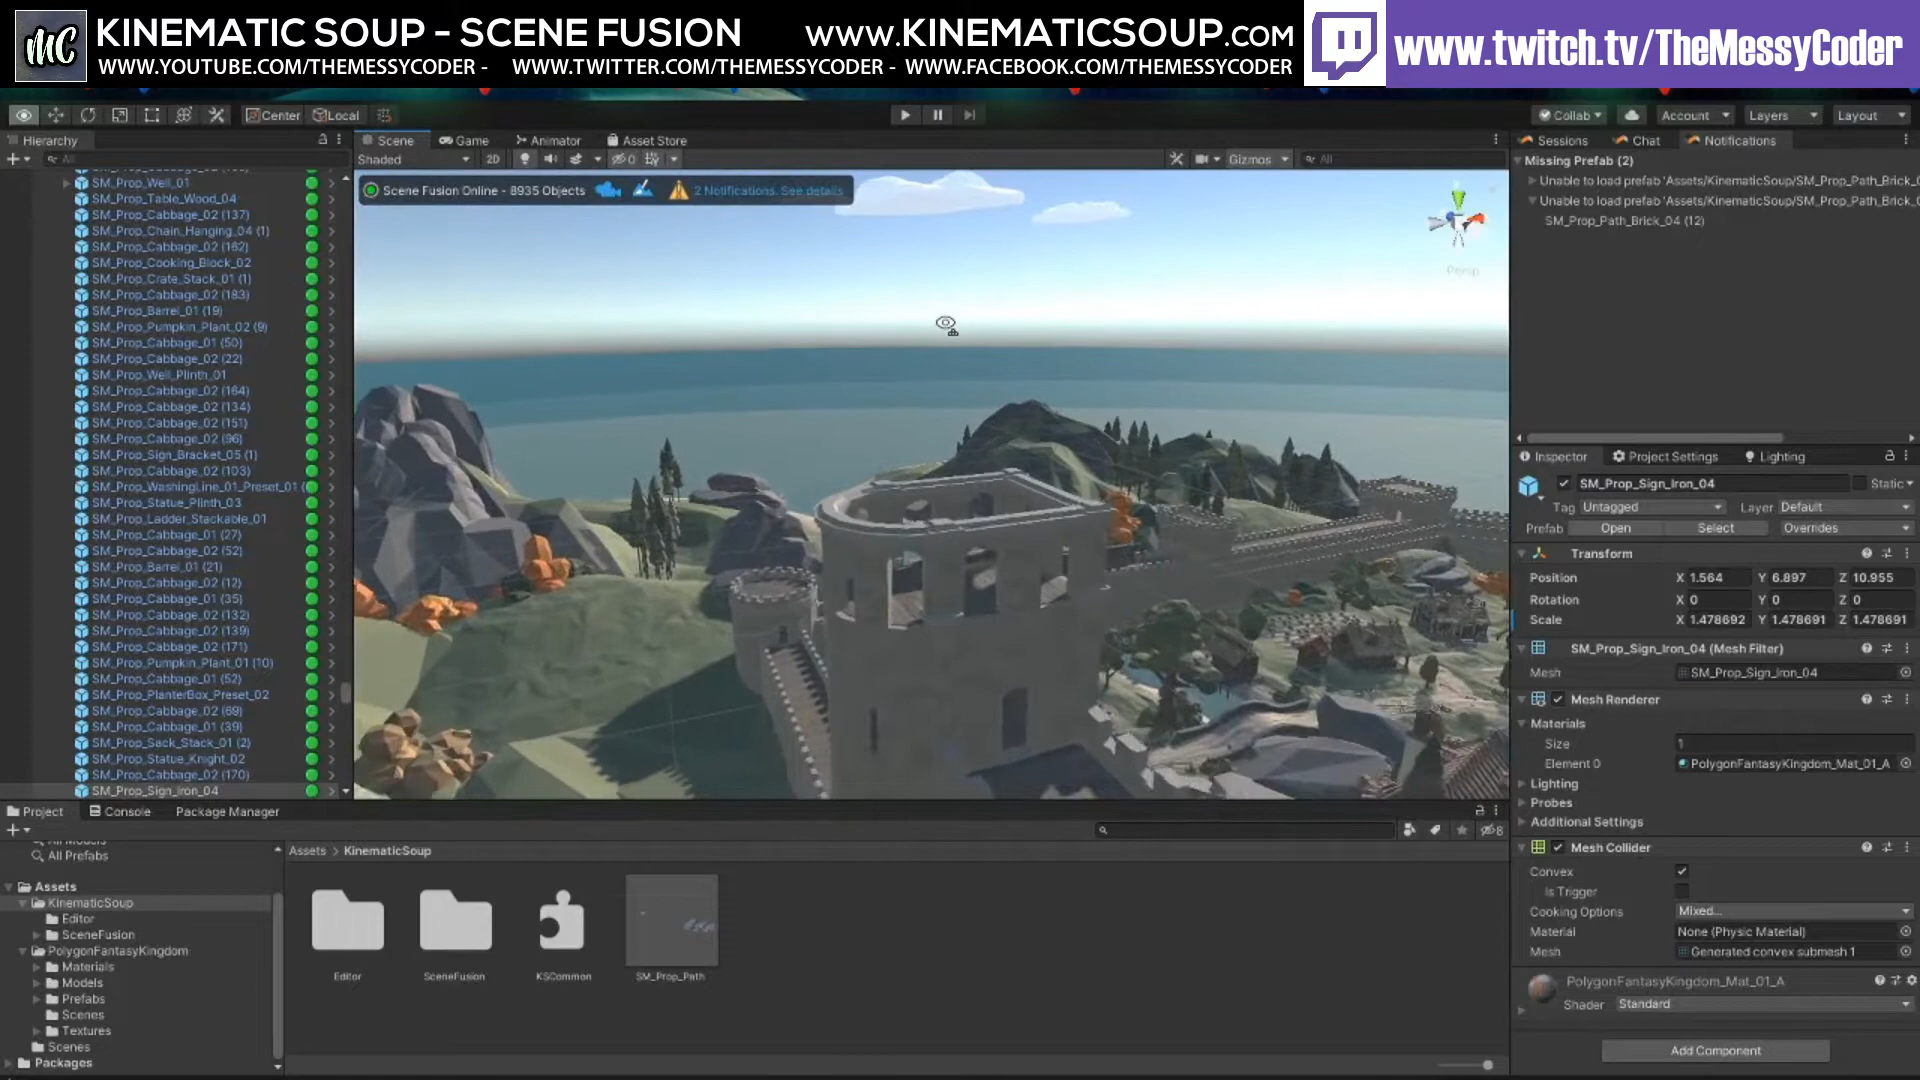 MC
KINEMATIC SOUP - SCENE FUSION
www.KINEMATICSOUP.com
WWW.YOUTUBE.COM/THEMESSYCODER - WWW.TWITTER.COM/THEMESSYCODER - WWW.FACEBOOK.COM/THEMESSYCODER
www.twitch.tv/TheMessyCoder
Center
Local
Collab
Account
Layers
Layout
Hierarchy
All
SM_Prop_Well_01
SM_Prop_Table_Wood_04
SM_Prop_Cabbage_02 (137)
SM_Prop_Chain_Hanging_04 (1)
SM_Prop_Cabbage_02 (162)
SM_Prop_Cooking_Block_02
SM_Prop_Crate_Stack_01 (1)
SM_Prop_Cabbage_02 (183)
SM_Prop_Barrel_01 (19)
SM_Prop_Pumpkin_Plant_02 (9)
SM_Prop_Cabbage_01 (50)
SM_Prop_Cabbage_02 (22)
SM_Prop_Well_Plinth_01
SM_Prop_Cabbage_02 (164)
SM_Prop_Cabbage_02 (134)
SM_Prop_Cabbage_02 (151)
SM_Prop_Cabbage_02 (96)
SM_Prop_Sign_Bracket_05 (1)
SM_Prop_Cabbage_02 (103)
SM_Prop_WashingLine_01_Preset_01 (
SM_Prop_Statue_Plinth_03
SM_Prop_Ladder_Stackable_01
SM_Prop_Cabbage_01 (27)
SM_Prop_Cabbage_02 (52)
SM_Prop_Barrel_01 (21)
SM_Prop_Cabbage_02 (12)
SM_Prop_Cabbage_01 (35)
SM_Prop_Cabbage_02 (132)
SM_Prop_Cabbage_02 (139)
SM_Prop_Cabbage_02 (171)
SM_Prop_Pumpkin_Plant_01 (10)
SM_Prop_Cabbage_01 (52)
SM_Prop_PlanterBox_Preset_02
SM_Prop_Cabbage_02 (69)
SM_Prop_Cabbage_01 (39)
SM_Prop_Sack_Stack_01 (2)
SM_Prop_Statue_Knight_02
SM_Prop_Cabbage_02 (170)
SM_Prop_Sign_Iron_04
Scene
Game
Animator
Asset Store
Shaded
2D
0
Gizmos
All
Scene Fusion Online - 8935 Objects
2 Notifications. See details
Persp
Sessions
Chat
Notifications
Missing Prefab (2)
Unable to load prefab 'Assets/KinematicSoup/SM_Prop_Path_Brick_0
Unable to load prefab 'Assets/KinematicSoup/SM_Prop_Path_Brick_0
SM_Prop_Path_Brick_04 (12)
Inspector
Project Settings
Lighting
SM_Prop_Sign_Iron_04
Static
Tag Untagged
Layer Default
Prefab
Open
Select
Overrides
Transform
Position X 1.564 Y 6.897 Z 10.955
Rotation X 0 Y 0 Z 0
Scale X 1.478692 Y 1.478691 Z 1.478691
SM_Prop_Sign_Iron_04 (Mesh Filter)
Mesh SM_Prop_Sign_Iron_04
Mesh Renderer
Materials
Size 1
Element 0 PolygonFantasyKingdom_Mat_01_A
Lighting
Probes
Additional Settings
Mesh Collider
Convex
Is Trigger
Cooking Options Mixed...
Material None (Physic Material)
Mesh Generated convex submesh 1
PolygonFantasyKingdom_Mat_01_A
Shader Standard
Add Component
Project
Console
Package Manager
8
All Prefabs
Assets
KinematicSoup
Editor
SceneFusion
PolygonFantasyKingdom
Materials
Models
Prefabs
Scenes
Textures
Scenes
Packages
Assets > KinematicSoup
Editor
SceneFusion
KSCommon
SM_Prop_Path